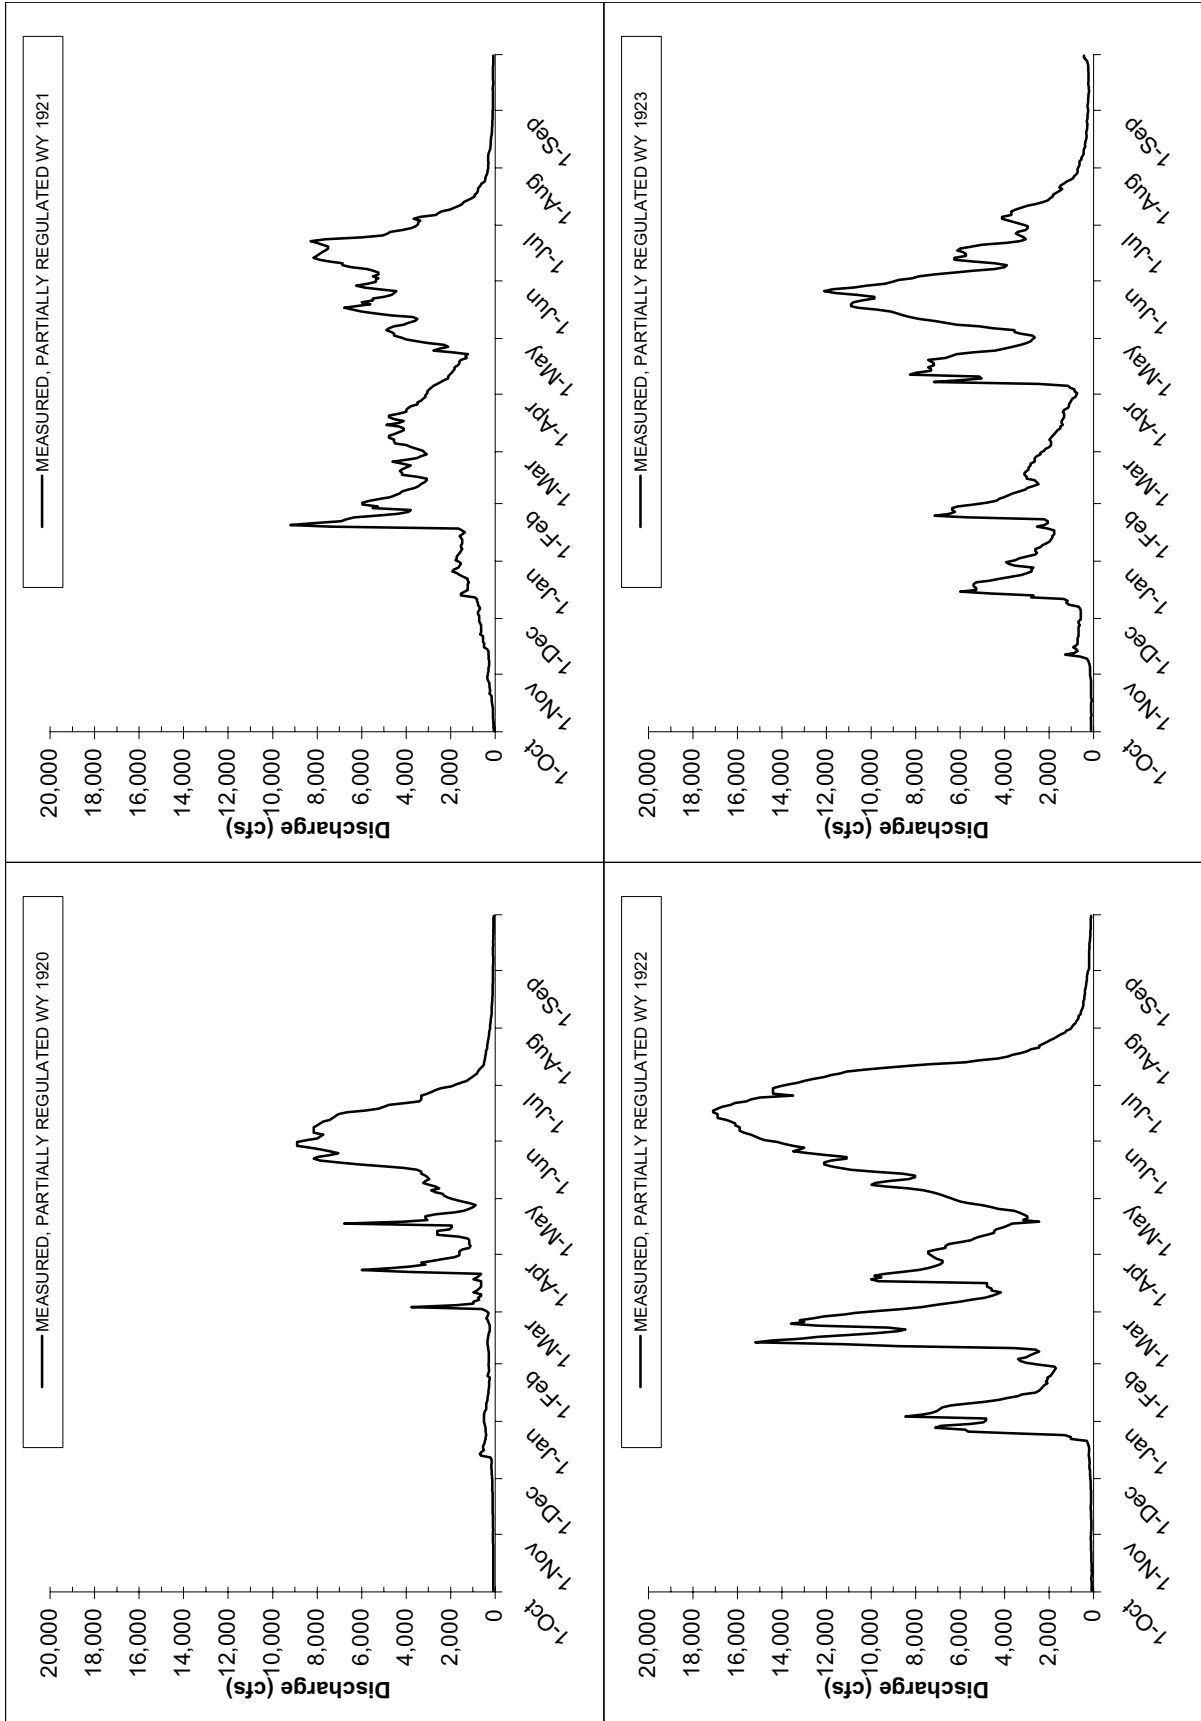 MEASURED, PARTIALLY REGULATED WY 1920
20,000
18,000
16,000
14,000
12,000
10,000
8,000
6,000
4,000
2,000
0
Discharge (cfs)
1-Oct
1-Nov
1-Dec
1-Jan
1-Feb
1-Mar
1-Apr
1-May
1-Jun
1-Jul
1-Aug
1-Sep
MEASURED, PARTIALLY REGULATED WY 1921
20,000
18,000
16,000
14,000
12,000
10,000
8,000
6,000
4,000
2,000
0
Discharge (cfs)
1-Oct
1-Nov
1-Dec
1-Jan
1-Feb
1-Mar
1-Apr
1-May
1-Jun
1-Jul
1-Aug
1-Sep
MEASURED, PARTIALLY REGULATED WY 1922
20,000
18,000
16,000
14,000
12,000
10,000
8,000
6,000
4,000
2,000
0
Discharge (cfs)
1-Oct
1-Nov
1-Dec
1-Jan
1-Feb
1-Mar
1-Apr
1-May
1-Jun
1-Jul
1-Aug
1-Sep
MEASURED, PARTIALLY REGULATED WY 1923
20,000
18,000
16,000
14,000
12,000
10,000
8,000
6,000
4,000
2,000
0
Discharge (cfs)
1-Oct
1-Nov
1-Dec
1-Jan
1-Feb
1-Mar
1-Apr
1-May
1-Jun
1-Jul
1-Aug
1-Sep